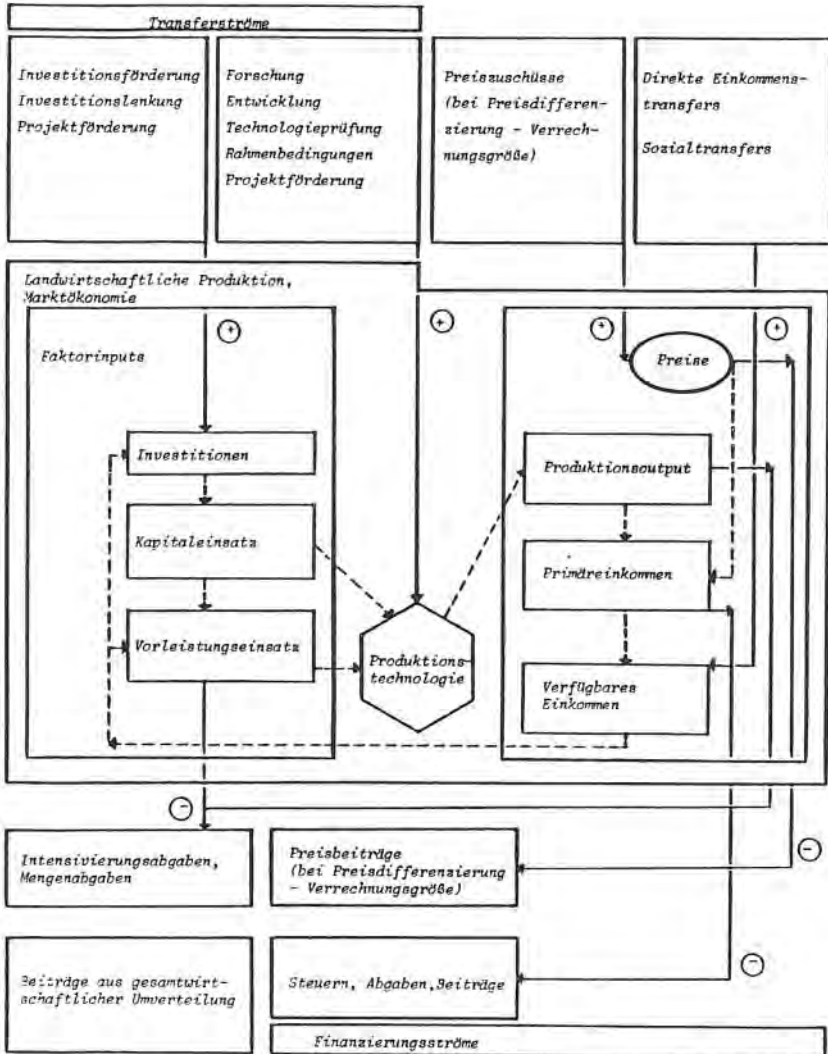 Transferströme
Investitionsförderung
Investitionslenkung
Projektförderung
Forschung
Entwicklung
Technologieprüfung
Rahmenbedingungen
Projektförderung
Preiszuschüsse
(bei Preisdifferen-
zierung - Verrech-
nungsgröße)
Direkte Einkommens-
transfers
Sozialtransfers
Landwirtschaftliche Produktion,
Marktökonomie
+
+
+
+
Faktorinputs
Preise
Investitionen
Produktionsoutput
Kapitaleinsatz
Primäreinkommen
Vorleistungseinsatz
Produktions-
technologie
Verfügbares
Einkommen
-
Intensivierungsabgaben,
Mengenabgaben
Preisbeiträge
(bei Preisdifferenzierung
- Verrechnungsgröße)
-
Beiträge aus gesamtwirt-
schaftlicher Umverteilung
Steuern, Abgaben,Beiträge
-
Finanzierungsströme